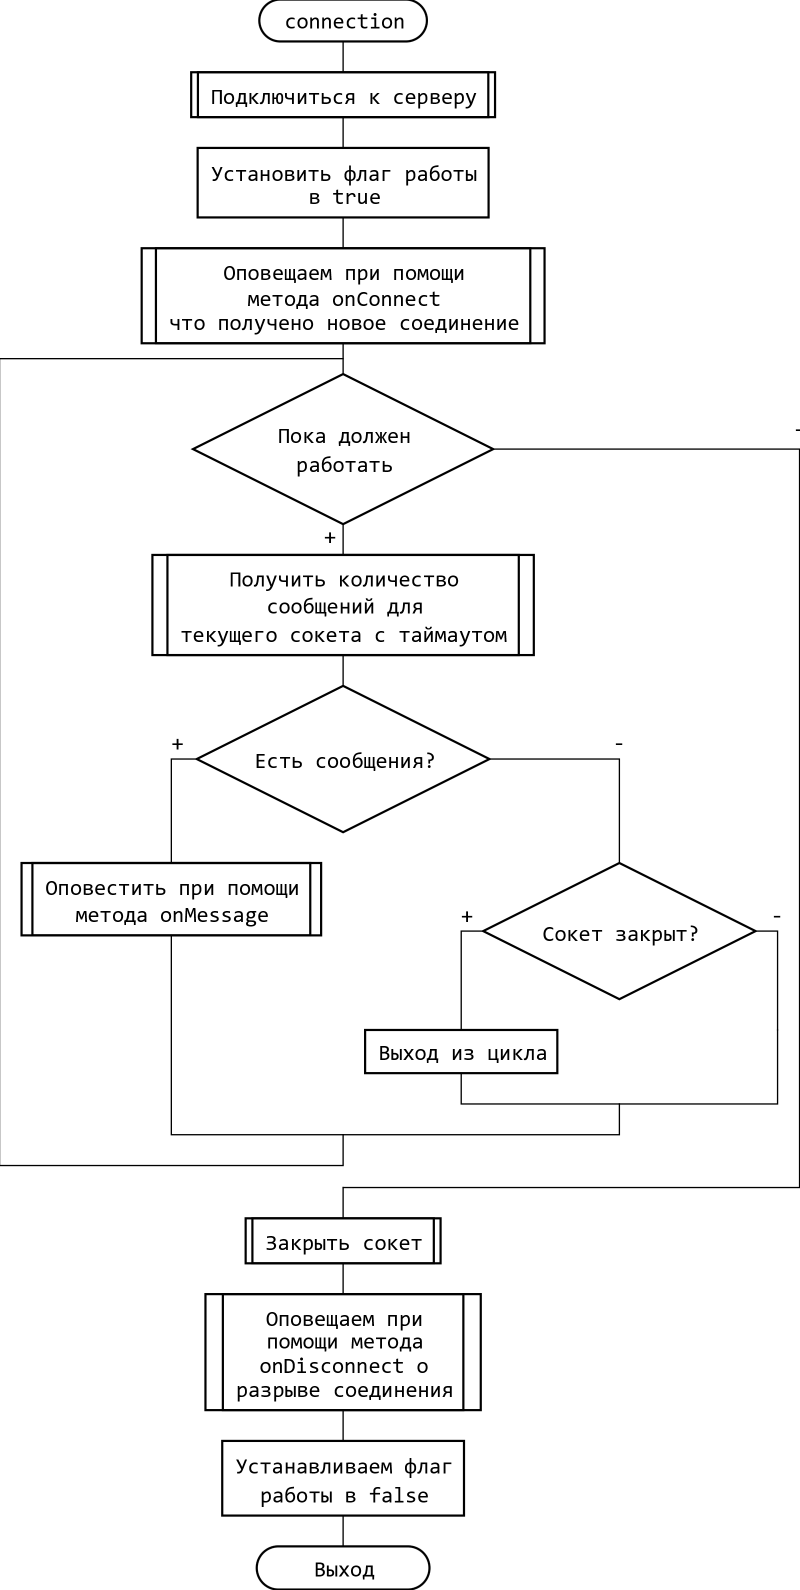 connection
Подключиться к серверу
Установить флаг работы
в true
Оповещаем при помощи
метода onConnect
что получено новое соединение
-
Пока должен
работать
+
Получить количество
сообщений для
текущего сокета с таймаутом
+
-
Есть сообщения?
Оповестить при помощи
метода onMessage
+
-
Сокет закрыт?
Выход из цикла
Закрыть сокет
Оповещаем при
помощи метода
onDisconnect о
разрыве соединения
Устанавливаем флаг
работы в false
Выход